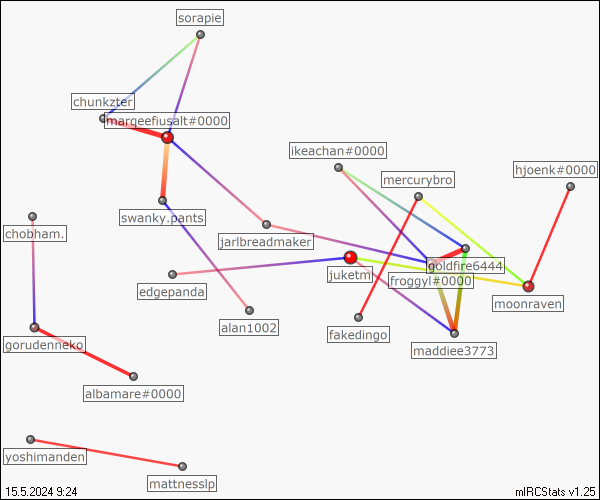 sorapie
chunkzter
marqeefiusalt#0000
ikeachan#0000
hjoenk#0000
mercurybro
swanky.pants
chobham.
jarlbreadmaker
goldfire6444
juketm
froggyl#0000
edgepanda
moonraven
alan1002
fakedingo
gorudenneko
maddiee3773
albamare#0000
yoshimanden
mattnesslp
15.5.2024 9:24
mIRCStats v1.25